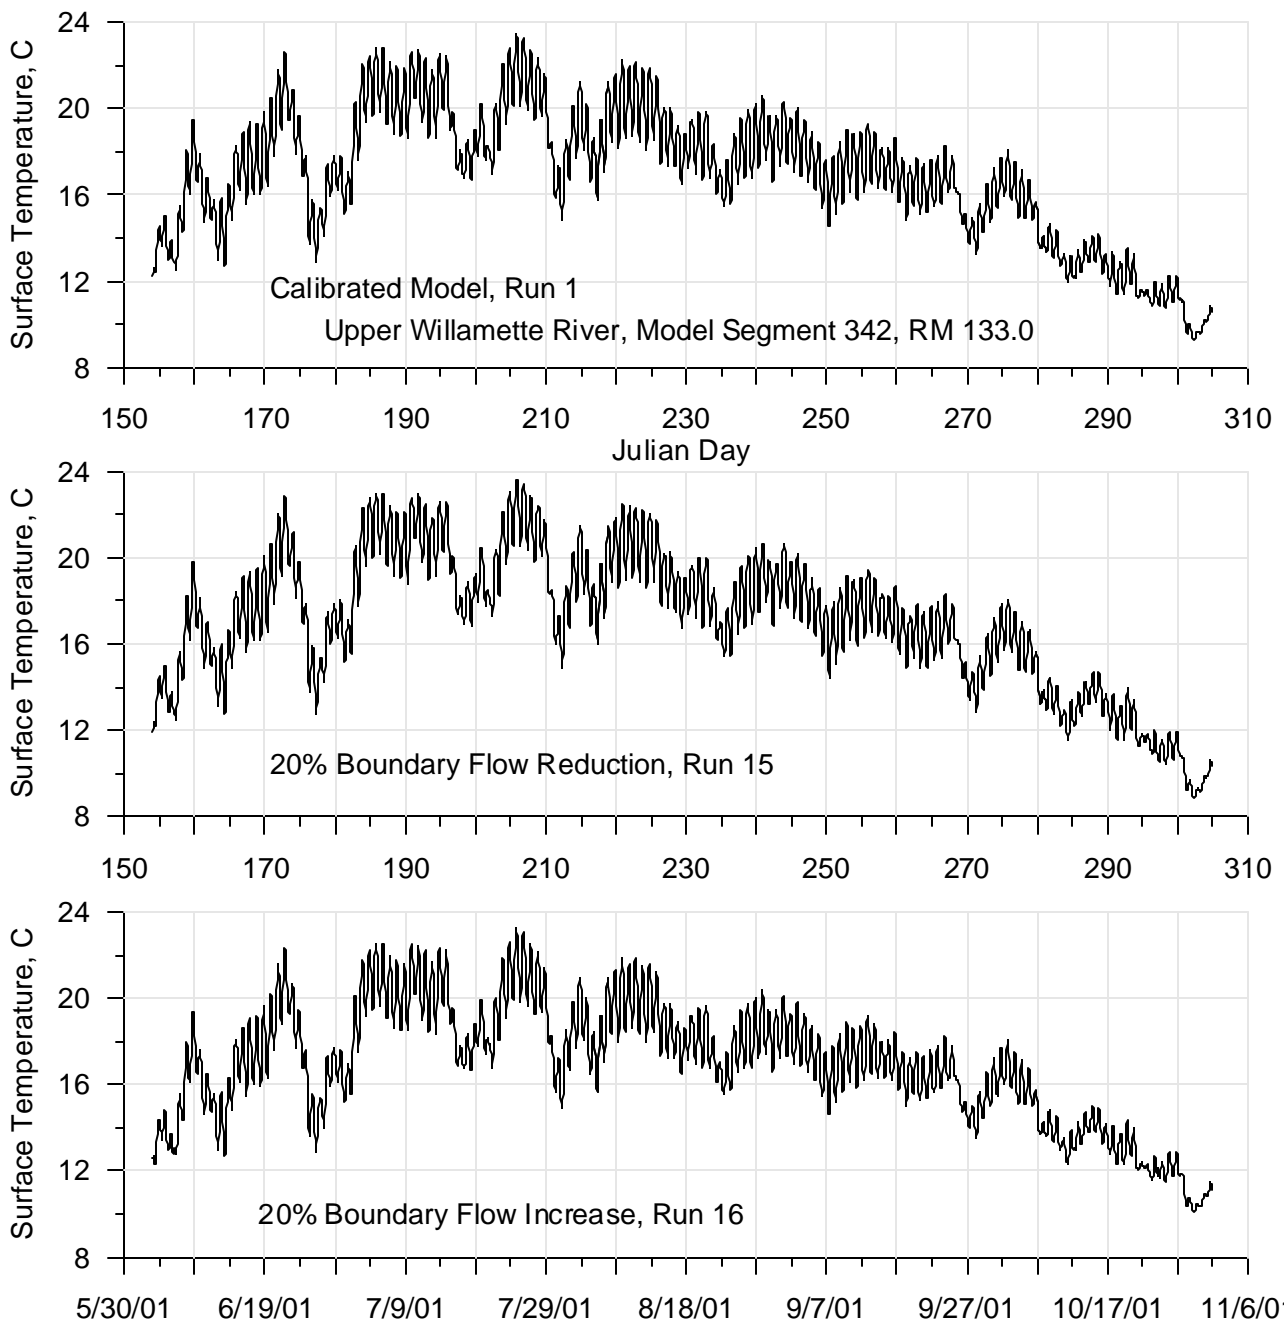 24
20
16
12
8
Surface Temperature, C
Calibrated Model, Run 1
Upper Willamette River, Model Segment 342, RM 133.0
150 170 190 210 230 250 270 290 310
Julian Day
24
20
16
12
8
Surface Temperature, C
20% Boundary Flow Reduction, Run 15
150 170 190 210 230 250 270 290 310
24
20
16
12
8
Surface Temperature, C
20% Boundary Flow Increase, Run 16
5/30/01 6/19/01 7/9/01 7/29/01 8/18/01 9/7/01 9/27/01 10/17/01 11/6/0